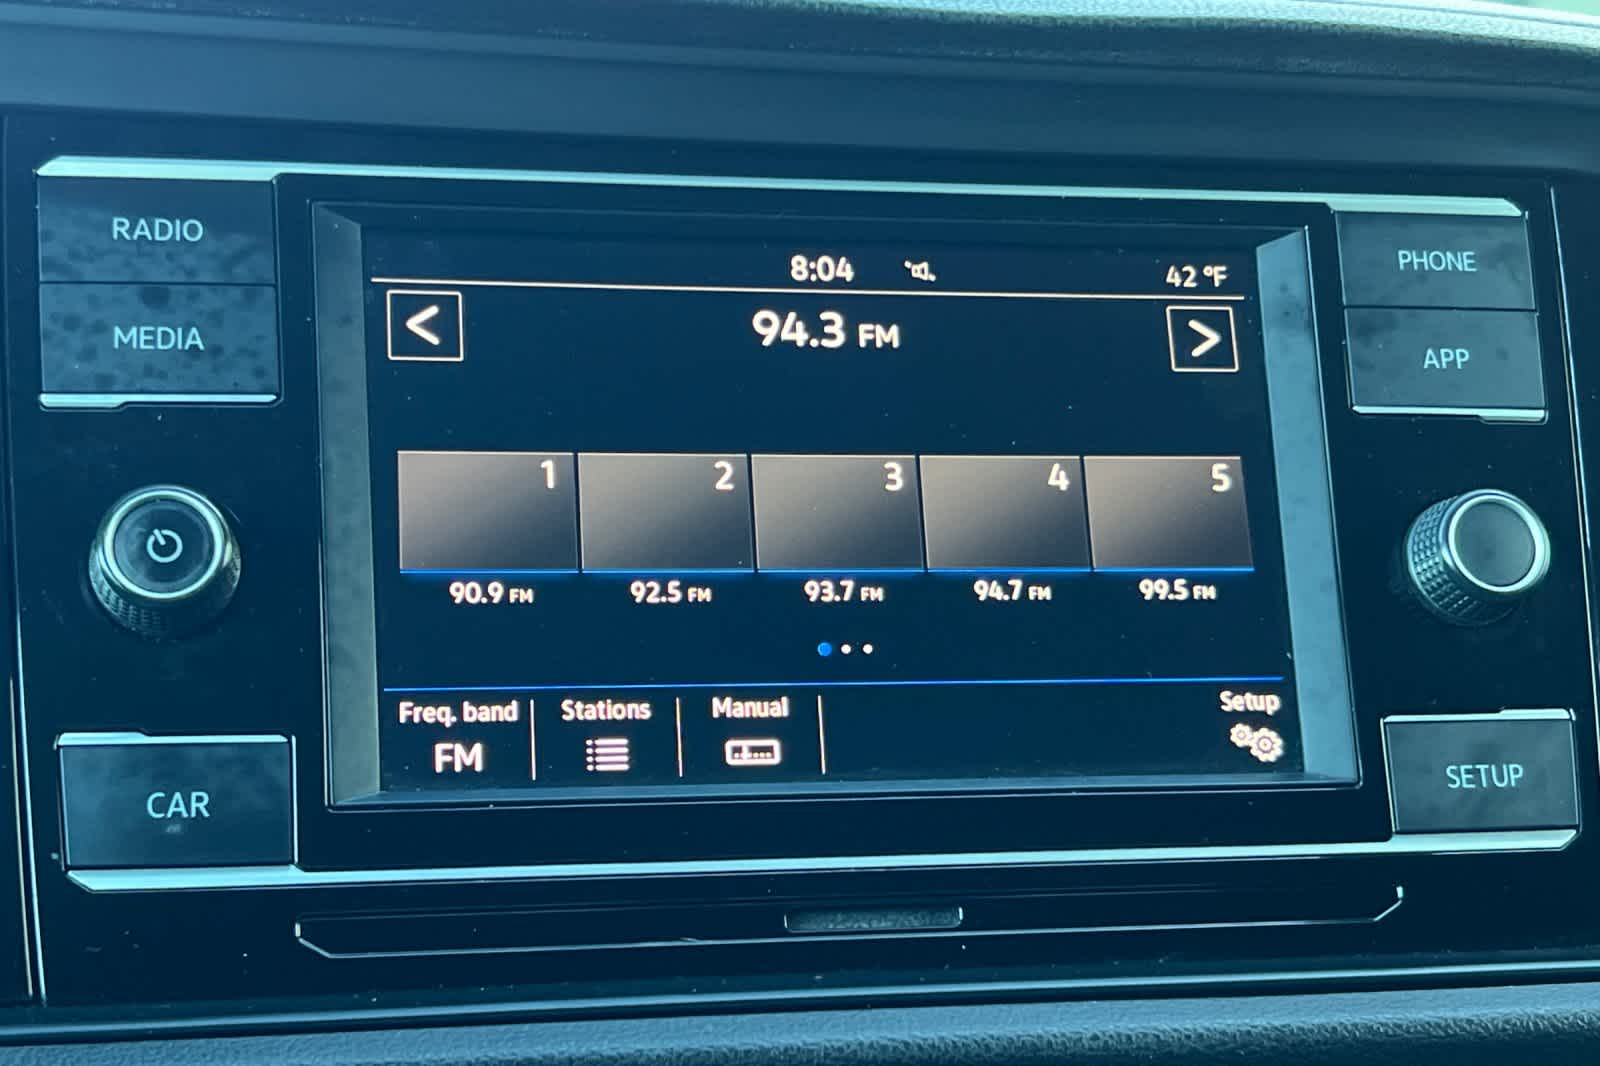 RADIO
MEDIA
CAR
8:04
42 °F
<
94.3 FM
>
1 2 3 4 5
90.9 FM 92.5 FM 93.7 FM 94.7 FM 99.5 FM
Freq. band Stations Manual Setup
FM
PHONE
APP
SETUP